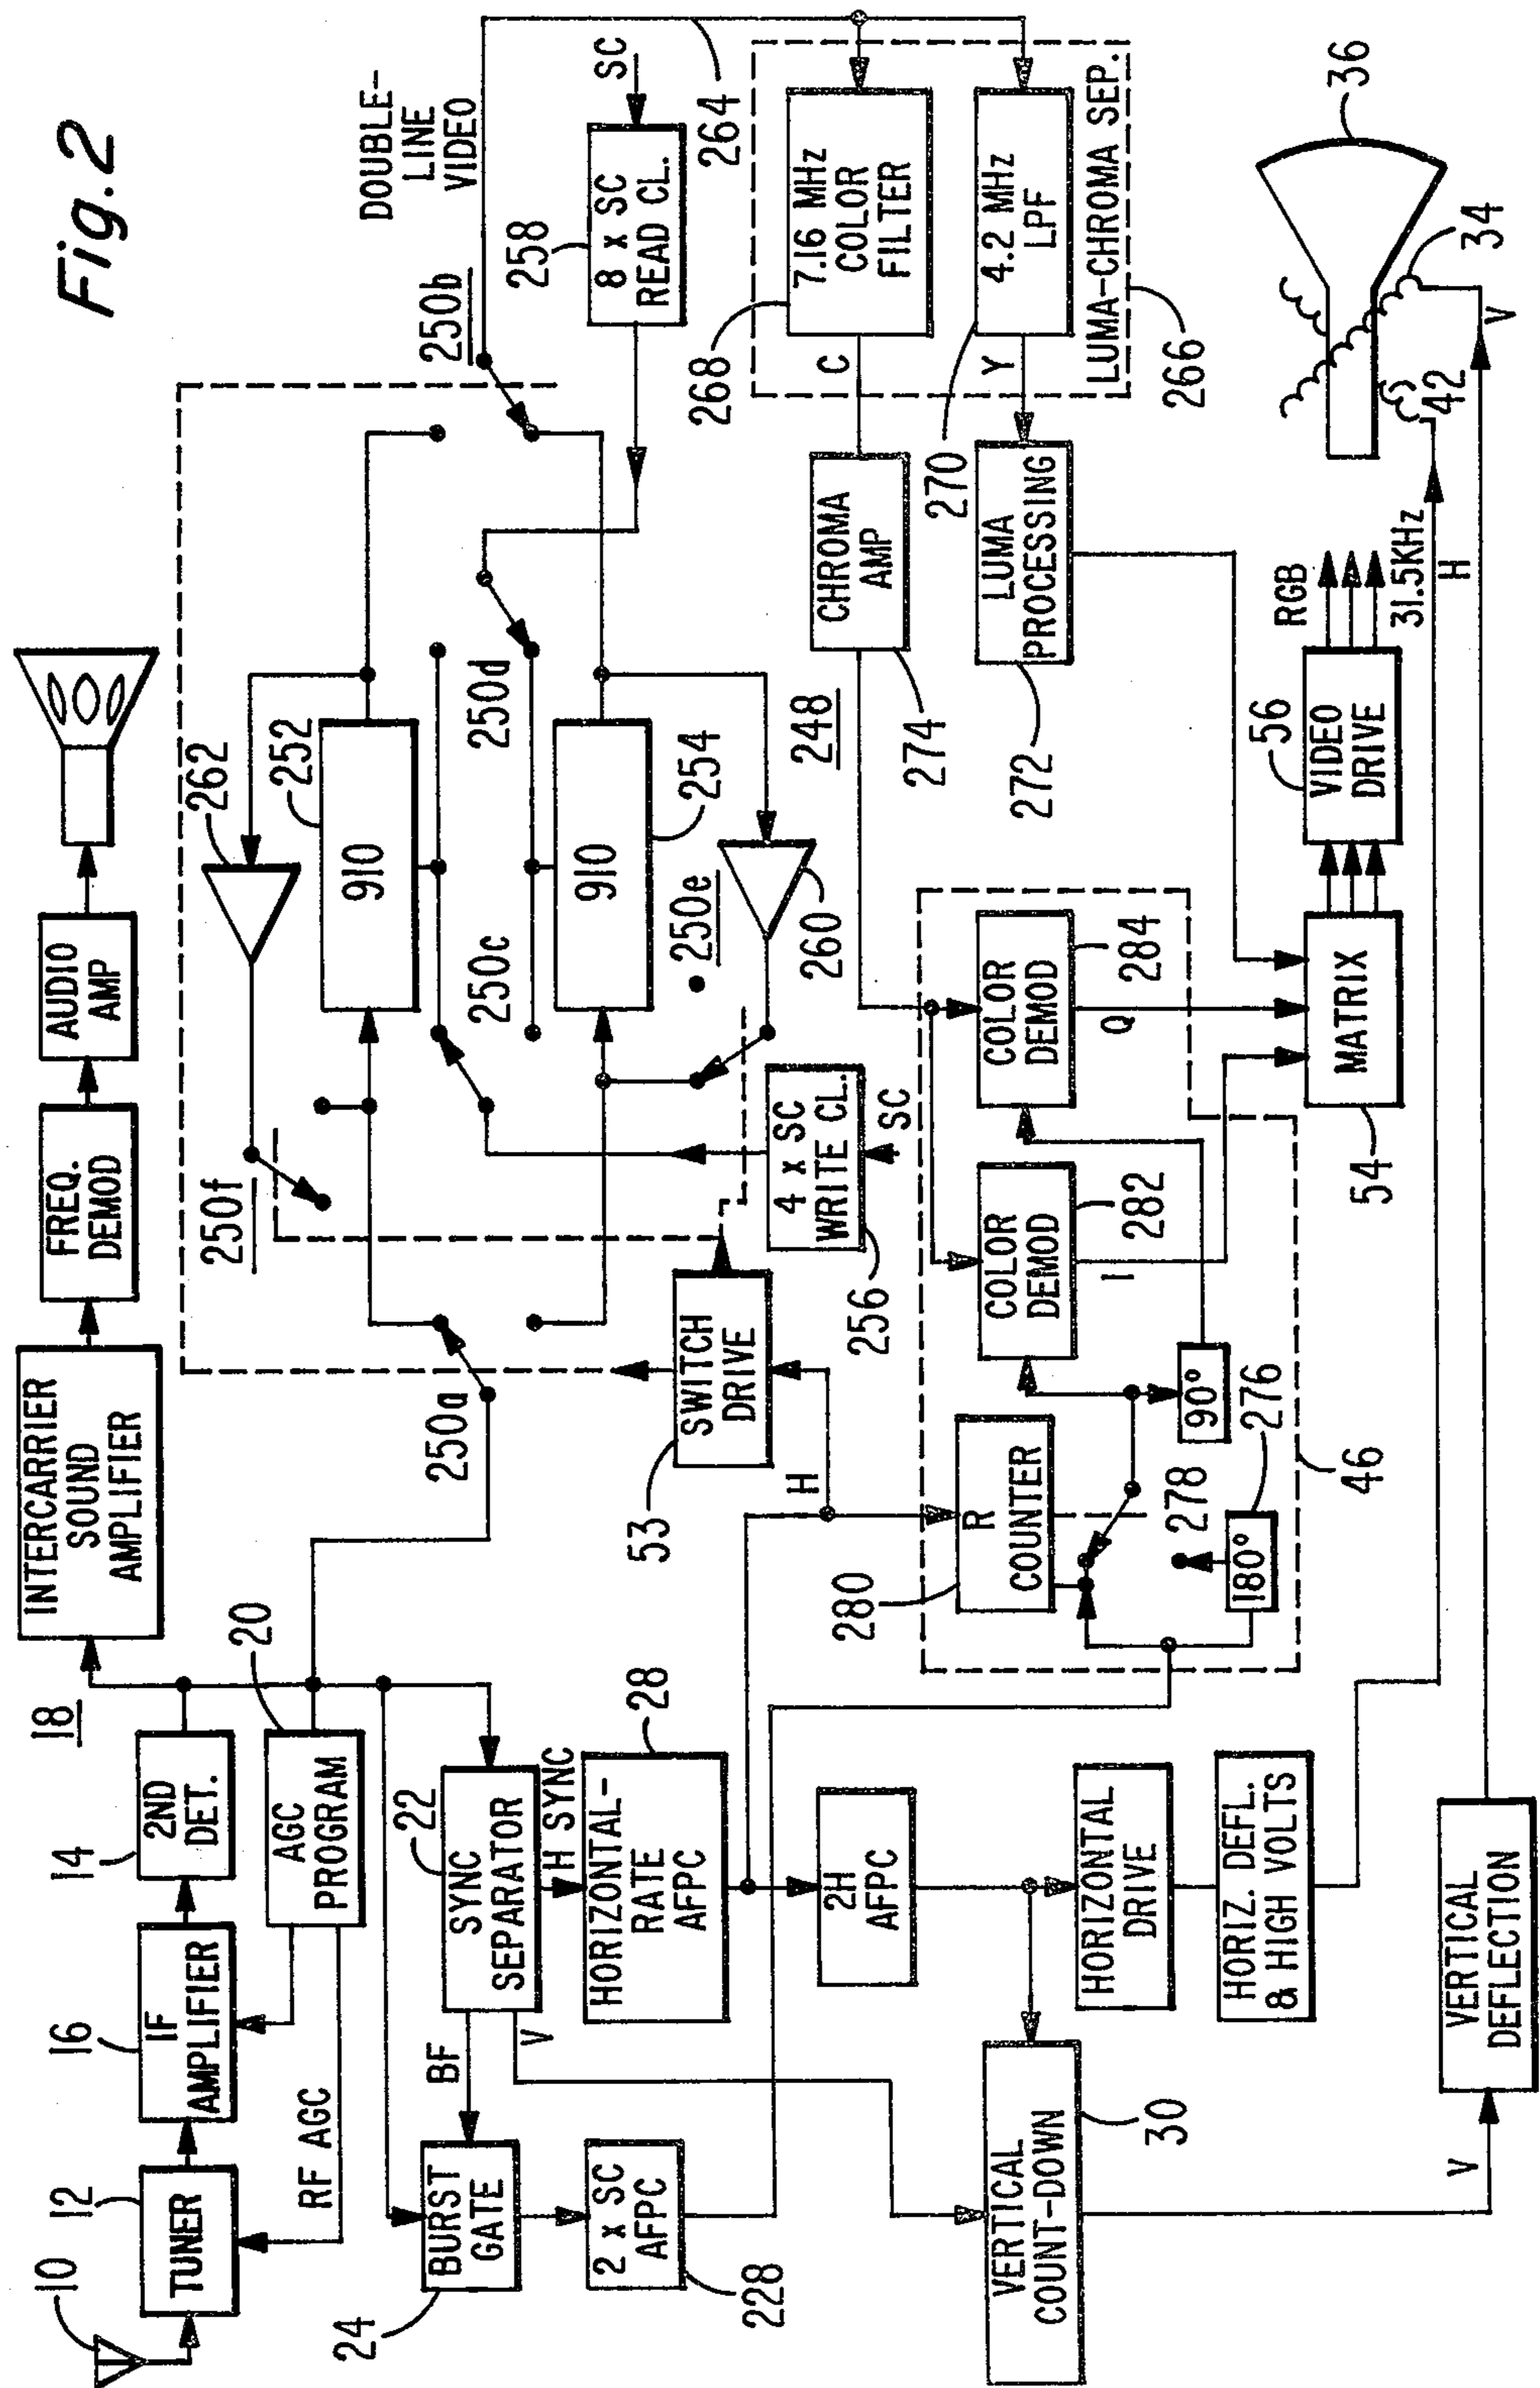 Fig. 2
10
12
TUNER
16
IF
AMPLIFIER
14
2ND
DET.
18
INTERCARRIER
SOUND
AMPLIFIER
FREQ.
DEMOD
AUDIO
AMP
RF AGC
AGC
PROGRAM
20
24
BURST
GATE
BF
V
SYNC
SEPARATOR
22
H SYNC
2 x SC
AFPC
228
HORIZONTAL-
RATE
AFPC
28
2H
AFPC
HORIZONTAL
DRIVE
HORIZ. DEFL.
& HIGH VOLTS
VERTICAL
COUNT-DOWN
30
V
VERTICAL
DEFLECTION
250a
250f
262
252
910
250c
250d
910
254
250e
260
250b
DOUBLE-
LINE
VIDEO
258
8 x SC
READ CL.
SC
264
53
SWITCH
DRIVE
H
4 x SC
WRITE CL.
SC
256
248
268
7.16 MHz
COLOR
FILTER
C
270
4.2 MHz
LPF
Y
LUMA-CHROMA SEP.
266
CHROMA
AMP
274
LUMA
PROCESSING
272
280
R
COUNTER
278
180°
276
90°
46
COLOR
DEMOD
282
I
COLOR
DEMOD
284
Q
MATRIX
54
56
VIDEO
DRIVE
RGB
31.5KHz
H
42
V
34
36